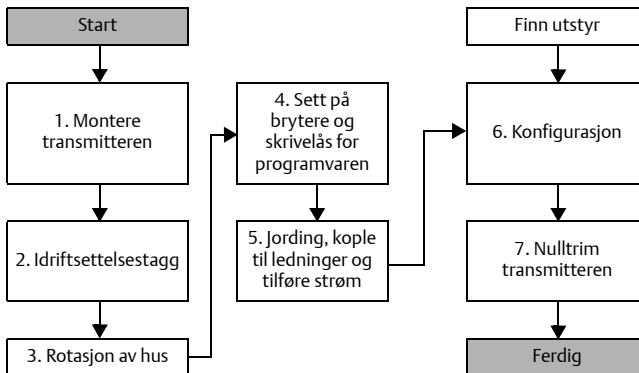 Start
1. Montere
transmitteren
2. Idriftsettelsestagg
3. Rotasjon av hus
4. Sett på
brytere og
skrivelås for
programvaren
5. Jording, kople
til ledninger og
tilføre strøm
Finn utstyr
6. Konfigurasjon
7. Nulltrim
transmitteren
Ferdig